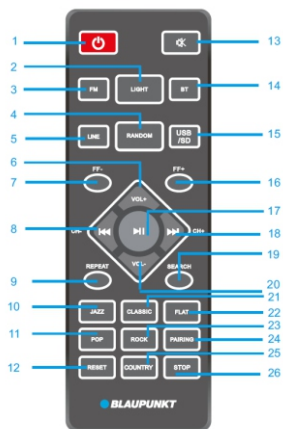 1
13
2
LIGHT
3
FM
BT
14
4
5
LINE
RANDOM
USB
/SD
15
6
FF-
FF+
7
VOL+
16
17
8
CH-
CH+
18
VOL-
19
REPEAT
SEARCH
9
20
21
10
JAZZ
CLASSIC
FLAT
22
23
11
POP
ROCK
PAIRING
24
25
12
RESET
COUNTRY
STOP
26
BLAUPUNKT